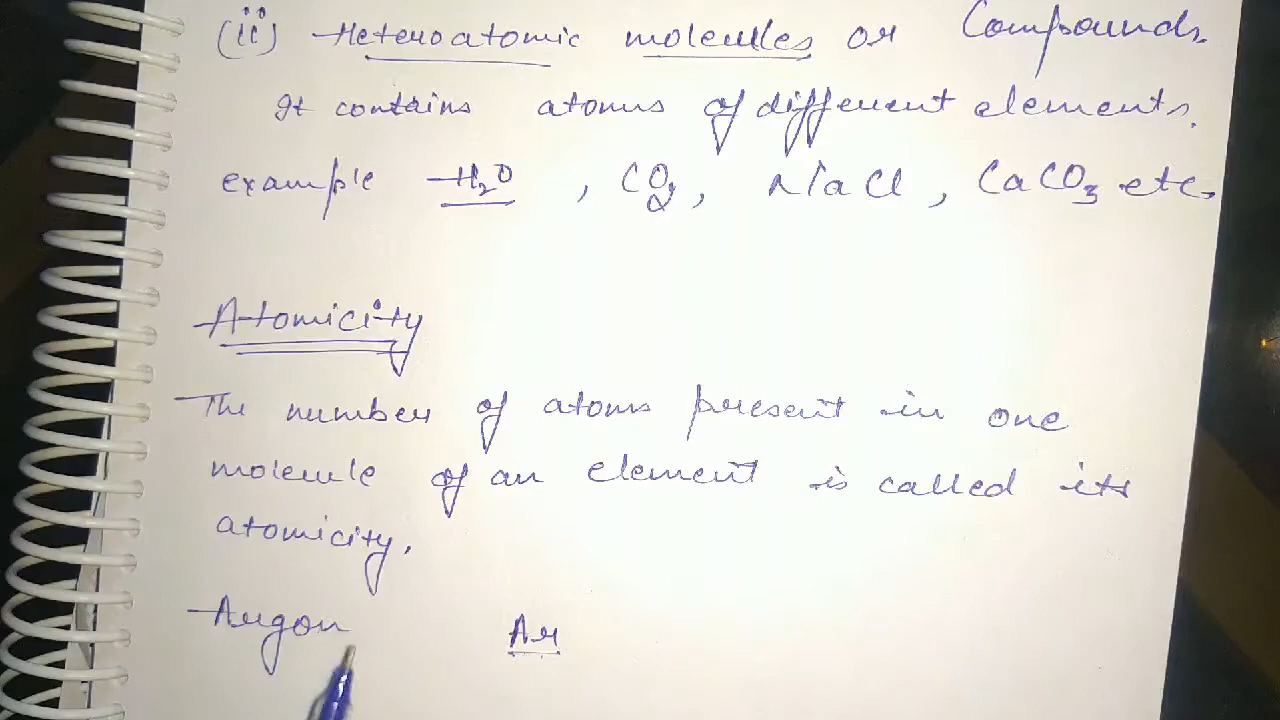 (ii) Heteroatomic molecules or Compounds.
It contains atoms of different elements.
example H₂O , CO₂, NaCl, CaCO₃ etc.
Atomicity
The number of atoms present in one
molecule of an element is called its
atomicity.
Argon Ar